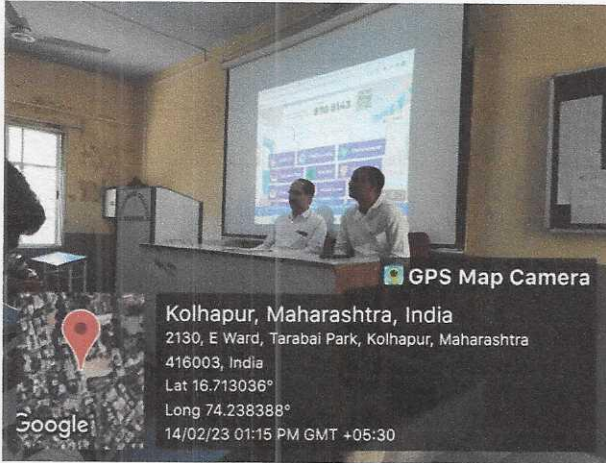 GPS Map Camera
Kolhapur, Maharashtra, India
2130, E Ward, Tarabai Park, Kolhapur, Maharashtra
416003, India
Lat 16.713036°
Long 74.238388°
14/02/23 01:15 PM GMT +05:30
Google